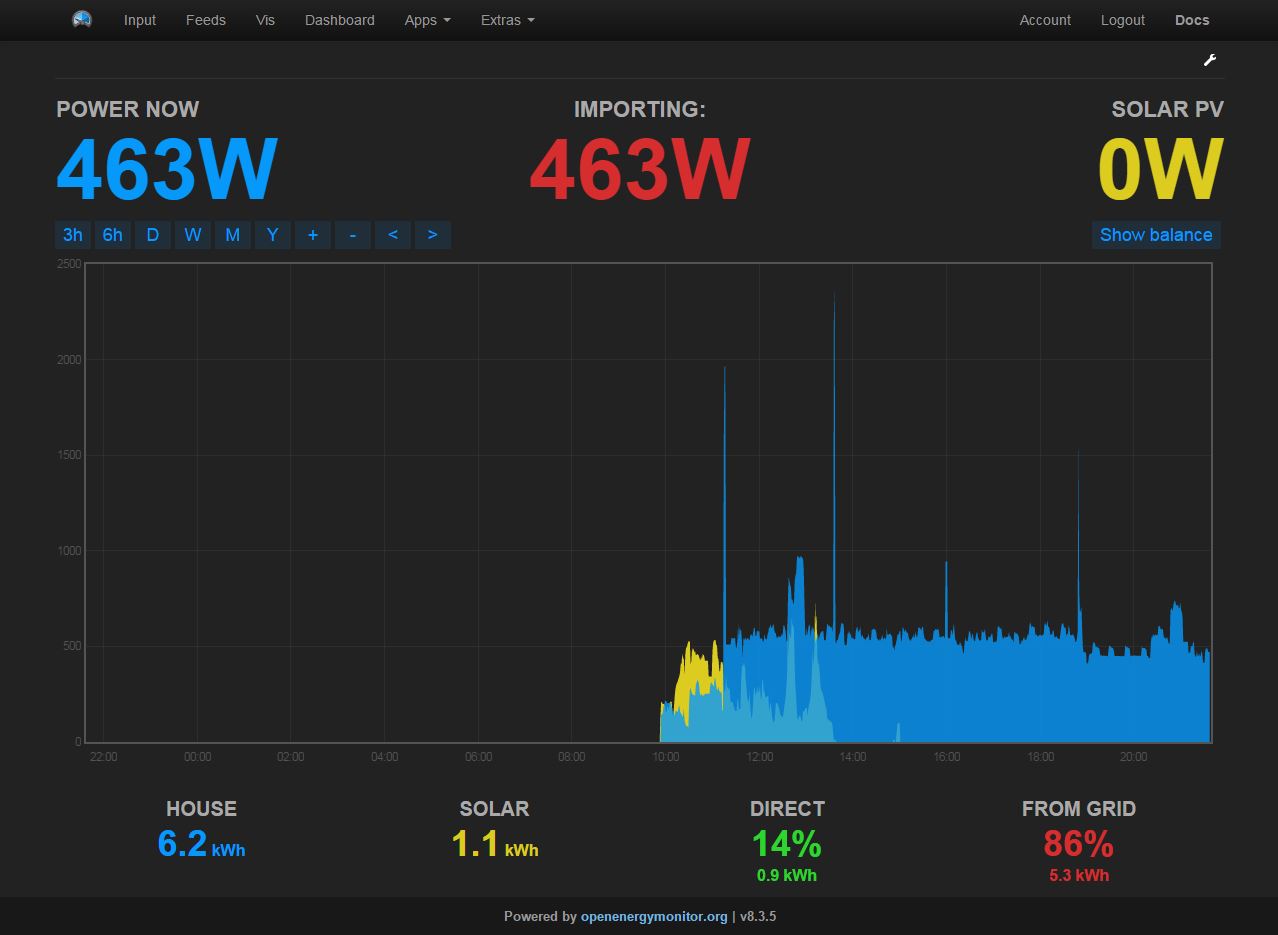 Input Feeds Vis Dashboard Apps Extras Account Logout Docs
POWER NOW IMPORTING: SOLAR PV
463W 463W 0W
3h 6h D W M Y + - < > Show balance
2500
2000
1500
1000
500
0
22:00 00:00 02:00 04:00 06:00 08:00 10:00 12:00 14:00 16:00 18:00 20:00
HOUSE SOLAR DIRECT FROM GRID
6.2 kWh 1.1 kWh 14% 86%
0.9 kWh 5.3 kWh
Powered by openenergymonitor.org | v8.3.5